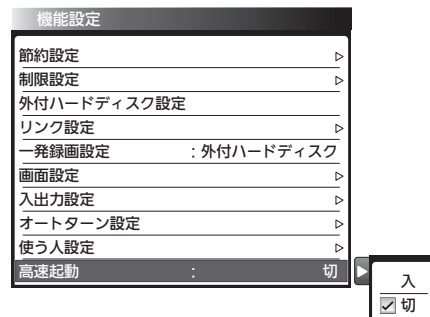 機能設定
節約設定
制限設定
外付ハードディスク設定
リンク設定
一発録画設定 : 外付ハードディスク
画面設定
入出力設定
オートターン設定
使う人設定
高速起動 : 切
入
切